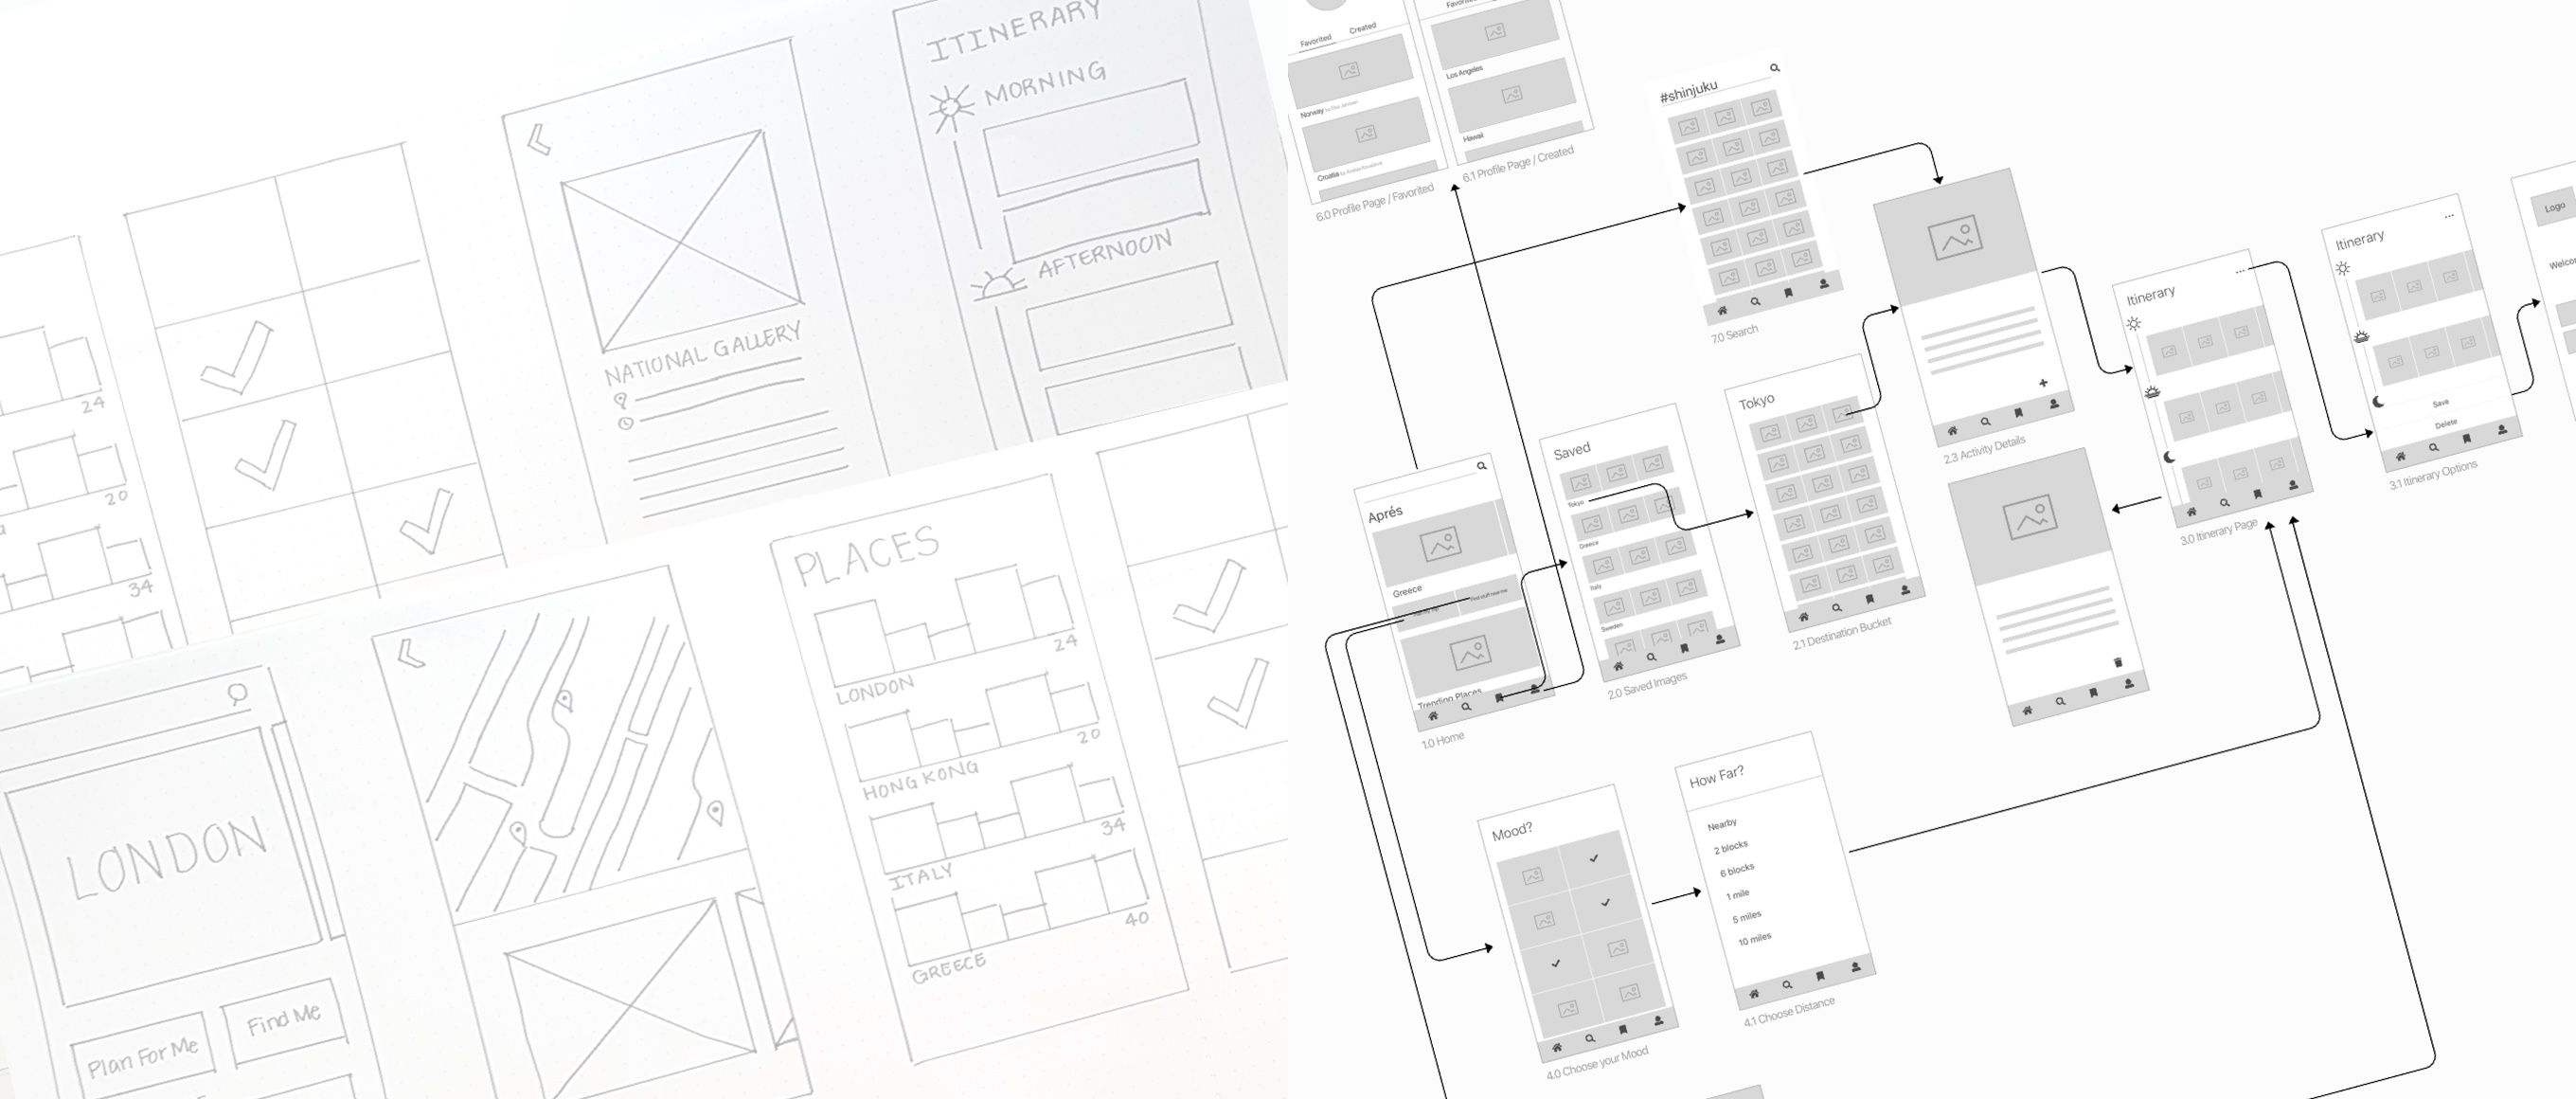 24
20
34
NATIONAL GALLERY
ITINERARY
MORNING
AFTERNOON
LONDON
Plan For Me
Find Me
PLACES
24
LONDON
20
HONG KONG
34
ITALY
40
GREECE
Favorited
Created
Norway
Croatia
6.0 Profile Page / Favorited
Los Angeles
Hawaii
6.1 Profile Page / Created
#shinjuku
7.0 Search
Aprés
Greece
Find stuff near me
Trending Places
1.0 Home
Saved
Tokyo
Greece
Italy
Sweden
2.0 Saved Images
Tokyo
2.1 Destination Bucket
2.3 Activity Details
Itinerary
...
3.0 Itinerary Page
Itinerary
...
Save
Delete
3.1 Itinerary Options
Logo
Mood?
4.0 Choose your Mood
How Far?
Nearby
2 blocks
6 blocks
1 mile
5 miles
10 miles
4.1 Choose Distance